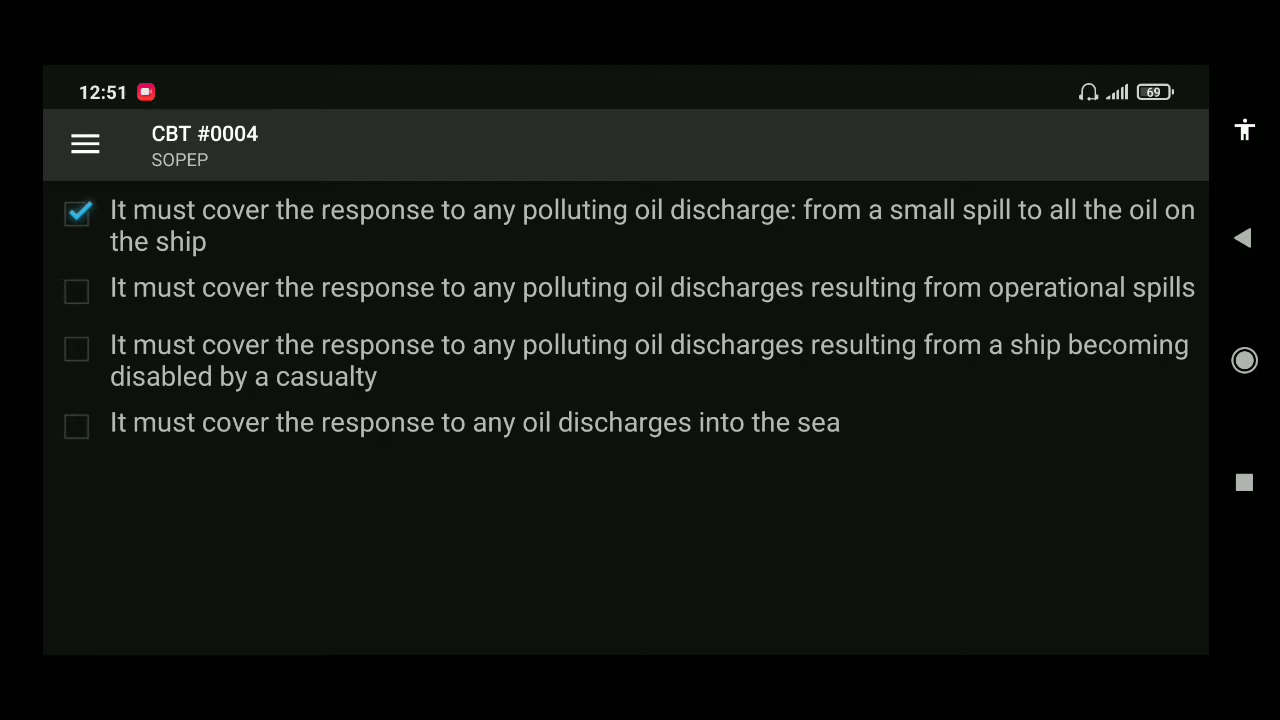 12:51
69
CBT #0004
SOPEP
It must cover the response to any polluting oil discharge: from a small spill to all the oil on
the ship
It must cover the response to any polluting oil discharges resulting from operational spills
It must cover the response to any polluting oil discharges resulting from a ship becoming
disabled by a casualty
It must cover the response to any oil discharges into the sea